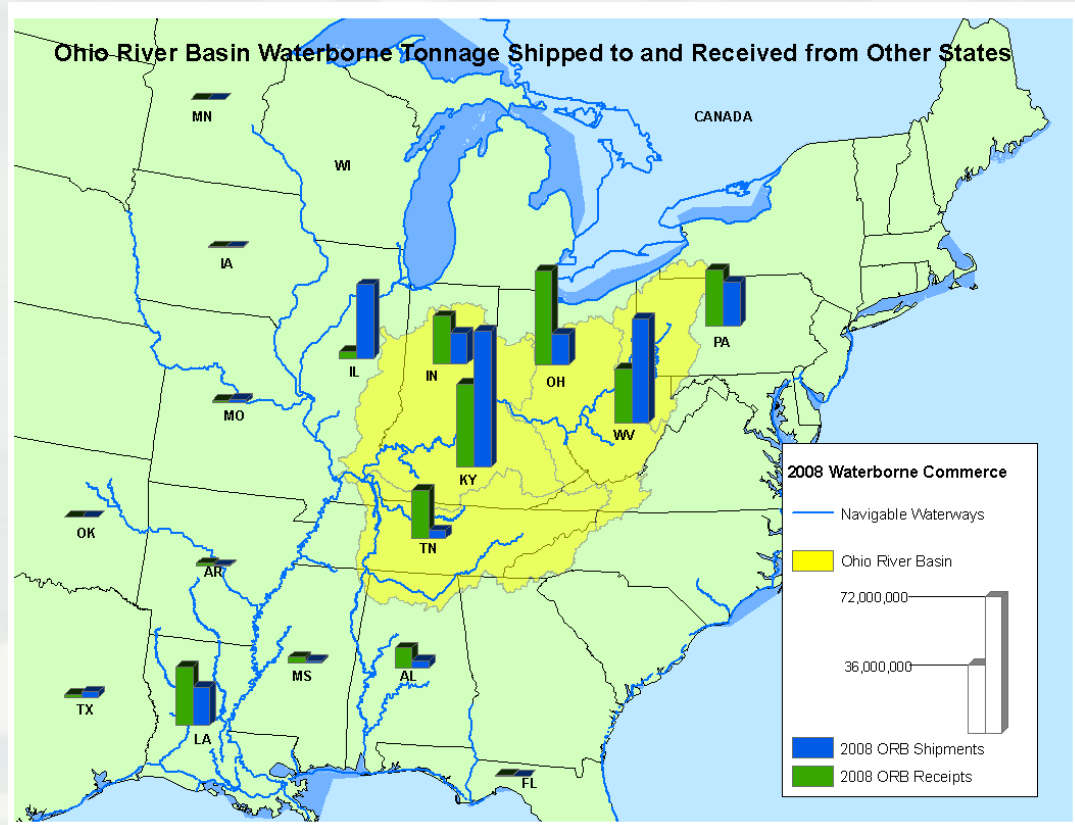 Ohio River Basin Waterborne Tonnage Shipped to and Received from Other States
MN
CANADA
WI
IA
PA
IL
IN
OH
MO
WV
KY
2008 Waterborne Commerce
Navigable Waterways
OK
TN
Ohio River Basin
AR
72,000,000
MS
AL
36,000,000
TX
LA
2008 ORB Shipments
2008 ORB Receipts
FL